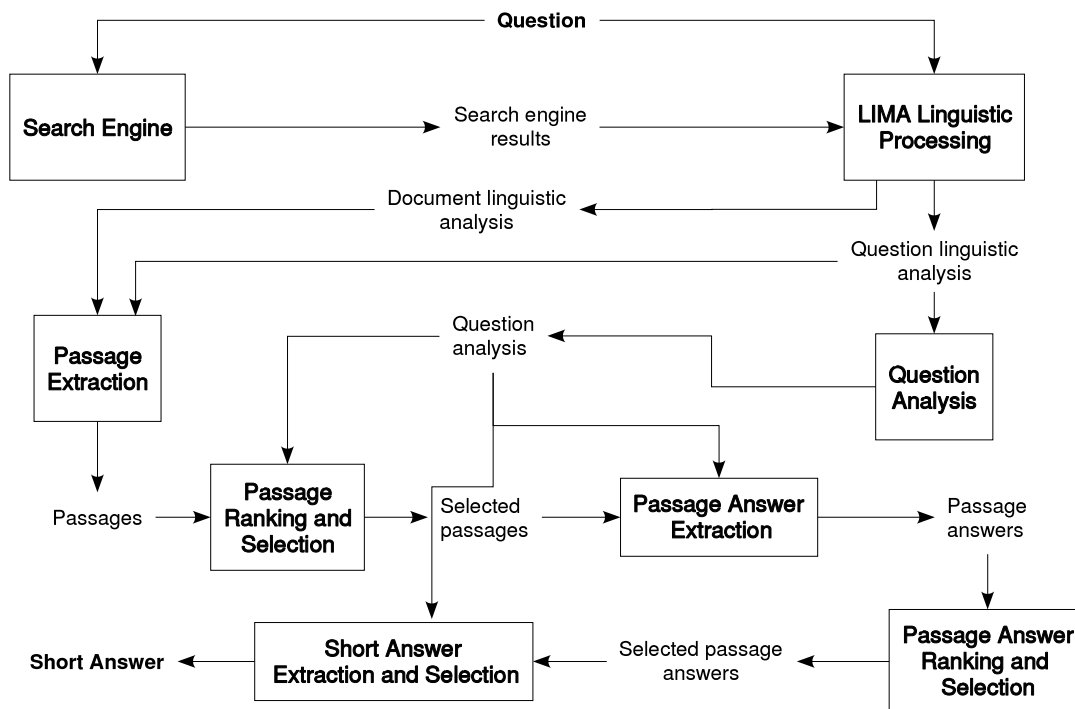 Question
Search Engine
Search engine
results
LIMA Linguistic
Processing
Document linguistic
analysis
Question linguistic
analysis
Passage
Extraction
Question
analysis
Question
Analysis
Passages
Passage
Ranking and
Selection
Selected
passages
Passage Answer
Extraction
Passage
answers
Short Answer
Short Answer
Extraction and Selection
Selected passage
answers
Passage Answer
Ranking and
Selection